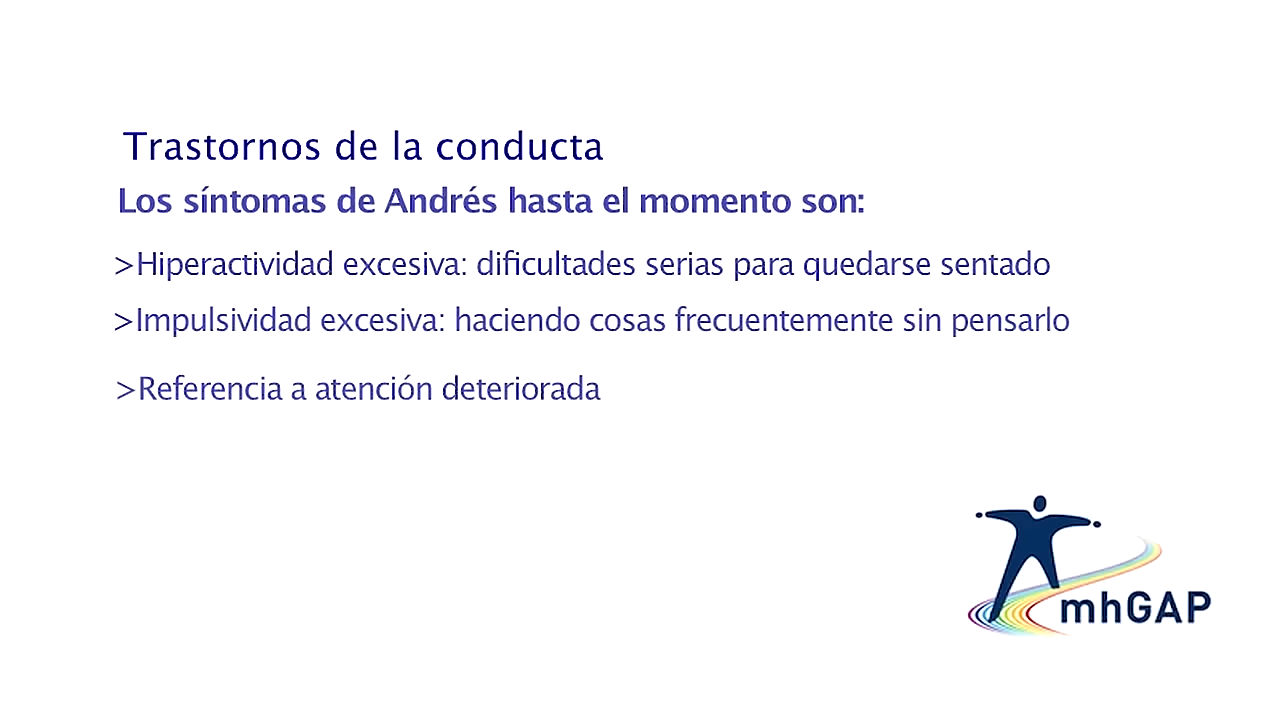 Trastornos de la conducta
Los síntomas de Andrés hasta el momento son:
>Hiperactividad excesiva: dificultades serias para quedarse sentado
>Impulsividad excesiva: haciendo cosas frecuentemente sin pensarlo
>Referencia a atención deteriorada
mhGAP